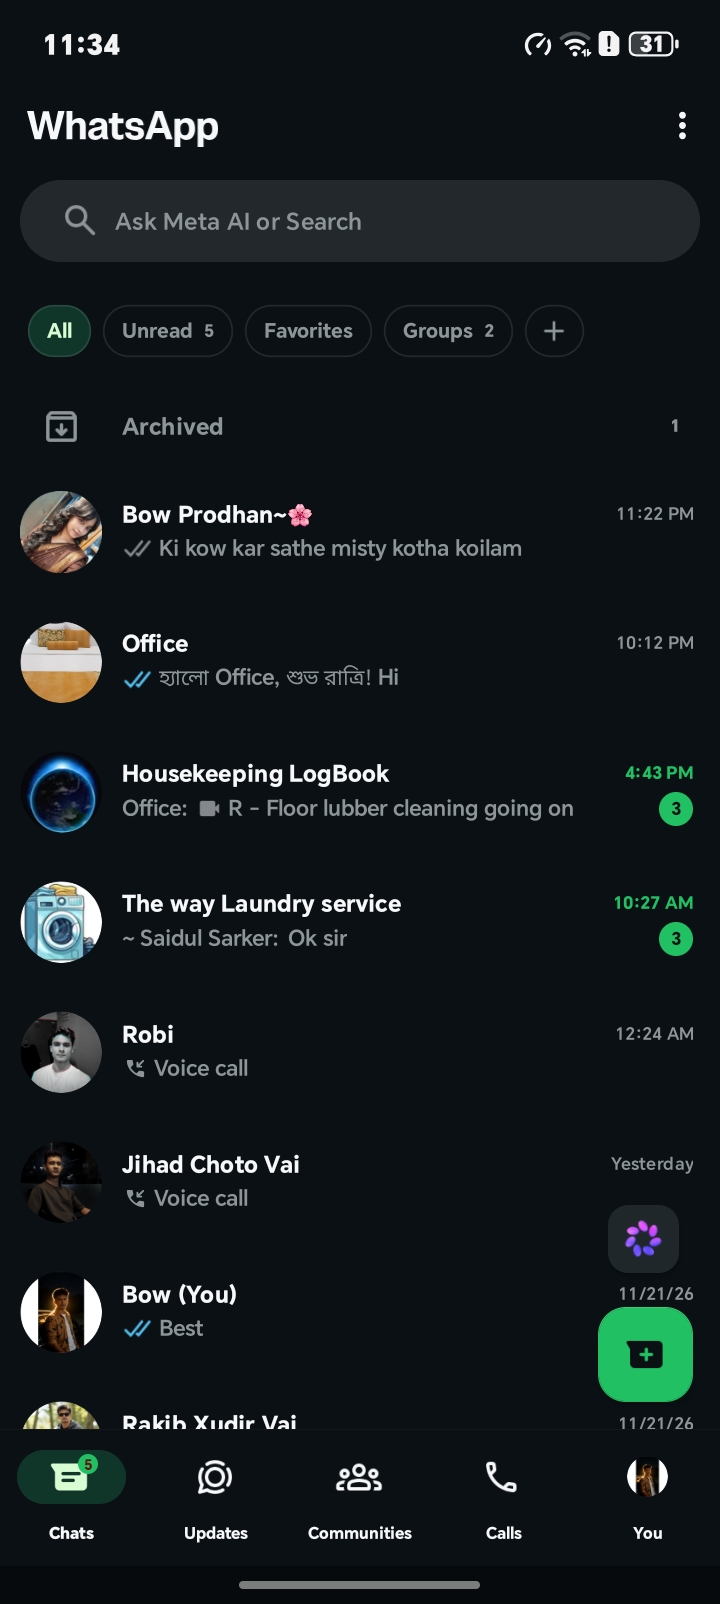 11:34
31
WhatsApp
Ask Meta AI or Search
All
Unread 5
Favorites
Groups 2
Archived
1
Bow Prodhan~🌸
11:22 PM
Ki kow kar sathe misty kotha koilam
Office
10:12 PM
হ্যালো Office, শুভ রাত্রি! Hi
Housekeeping LogBook
4:43 PM
Office: R - Floor lubber cleaning going on
3
The way Laundry service
10:27 AM
~ Saidul Sarker: Ok sir
3
Robi
12:24 AM
Voice call
Jihad Choto Vai
Yesterday
Voice call
Bow (You)
11/21/26
Best
Rakib Xudir Vai
11/21/26
5
Chats
Updates
Communities
Calls
You